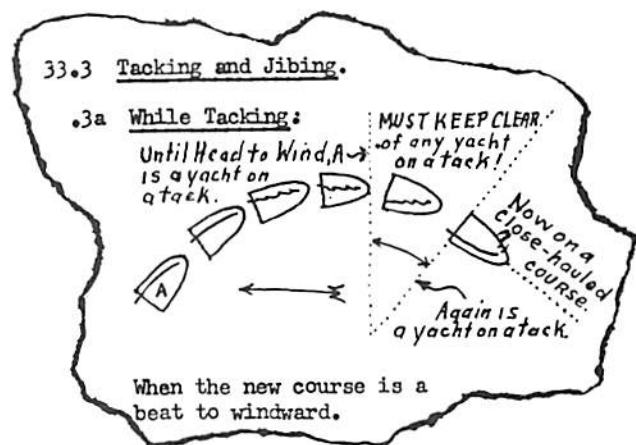 33.3 Tacking and Jibing.
.3a While Tacking:
Until Head to Wind, A
is a yacht on
a tack.
MUST KEEP CLEAR.
of any yacht
on a tack!
A
Now on a
close-hauled
course.
Again is
a yacht on a tack.
When the new course is a
beat to windward.